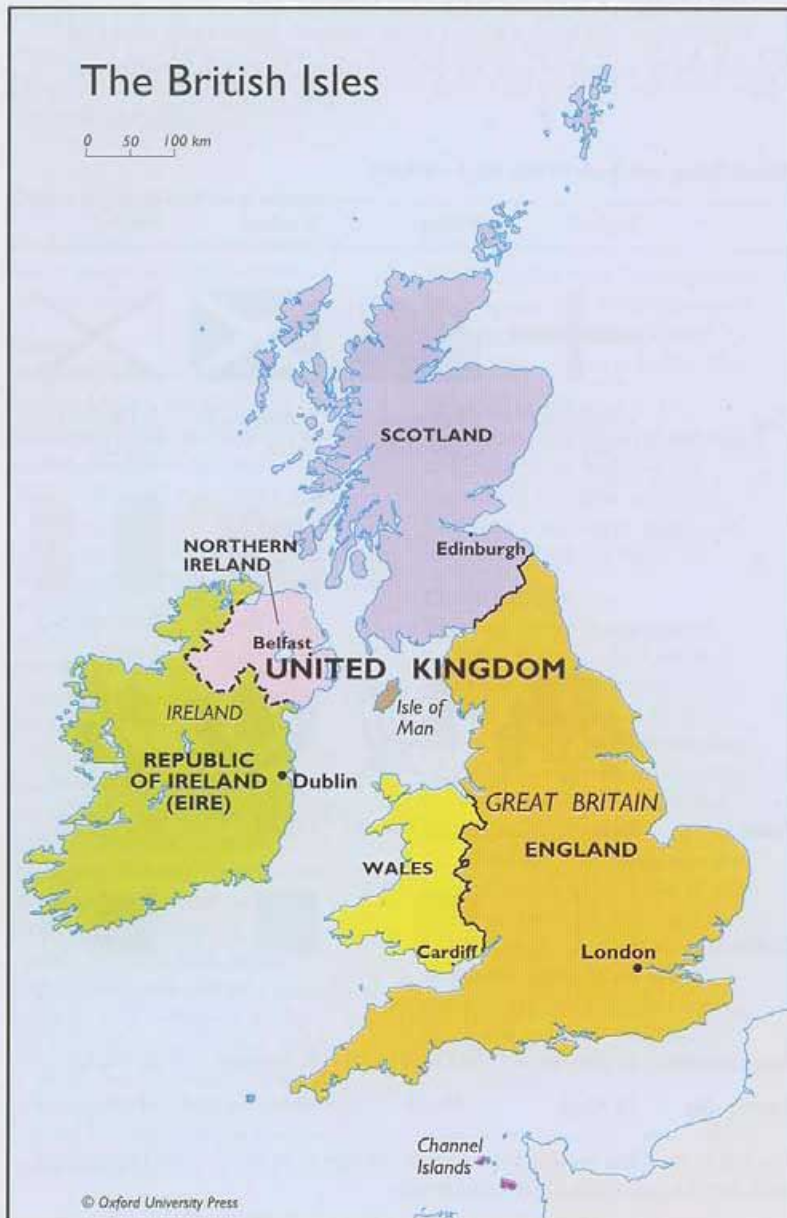 The British Isles
0 50 100 km
SCOTLAND
Edinburgh
NORTHERN
IRELAND
Belfast
UNITED KINGDOM
IRELAND
Isle of
Man
REPUBLIC
OF IRELAND
(EIRE)
Dublin
GREAT BRITAIN
WALES
ENGLAND
Cardiff
London
Channel
Islands
© Oxford University Press